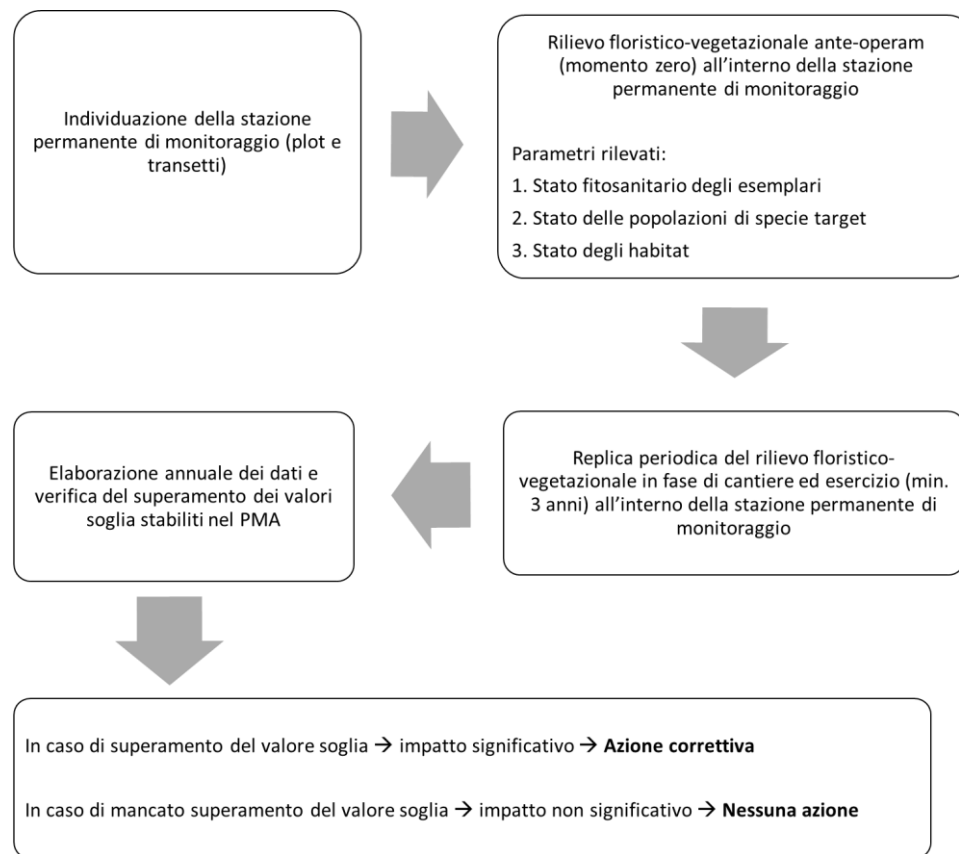 Individuazione della stazione
permanente di monitoraggio (plot e
transetti)
Rilievo floristico-vegetazionale ante-operam
(momento zero) all’interno della stazione
permanente di monitoraggio
Parametri rilevati:
1. Stato fitosanitario degli esemplari
2. Stato delle popolazioni di specie target
3. Stato degli habitat
Replica periodica del rilievo floristico-
vegetazionale in fase di cantiere ed esercizio (min.
3 anni) all’interno della stazione permanente di
monitoraggio
Elaborazione annuale dei dati e
verifica del superamento dei valori
soglia stabiliti nel PMA
In caso di superamento del valore soglia → impatto significativo → Azione correttiva
In caso di mancato superamento del valore soglia → impatto non significativo → Nessuna azione